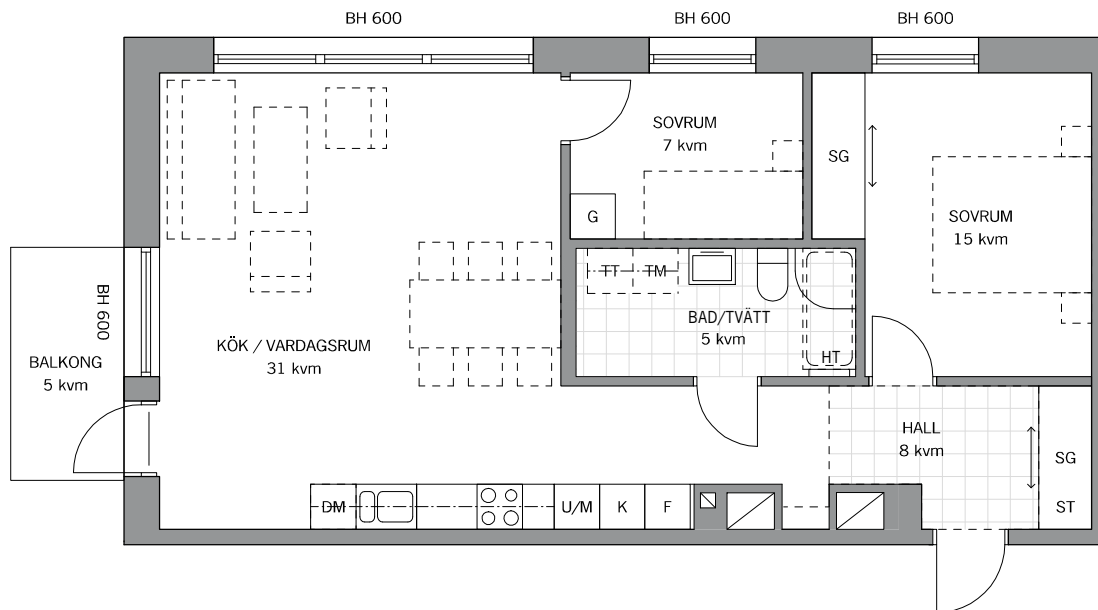 BH 600
BH 600
BH 600
SOVRUM
7 kvm
SG
SOVRUM
15 kvm
G
TT
TM
BAD/TVÄTT
5 kvm
HT
BH 600
KÖK / VARDAGSRUM
31 kvm
BALKONG
5 kvm
HALL
8 kvm
SG
ST
DM
U/M
K
F